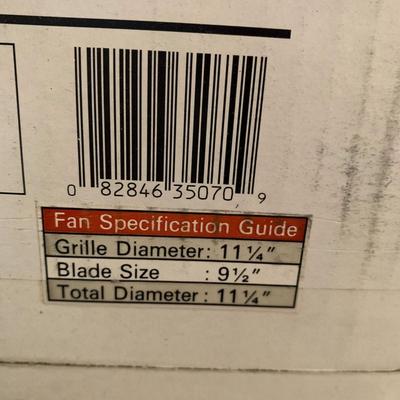 0 82846 35070 9
Fan Specification Guide
Grille Diameter: 11¼"
Blade Size : 9½"
Total Diameter : 11¼"